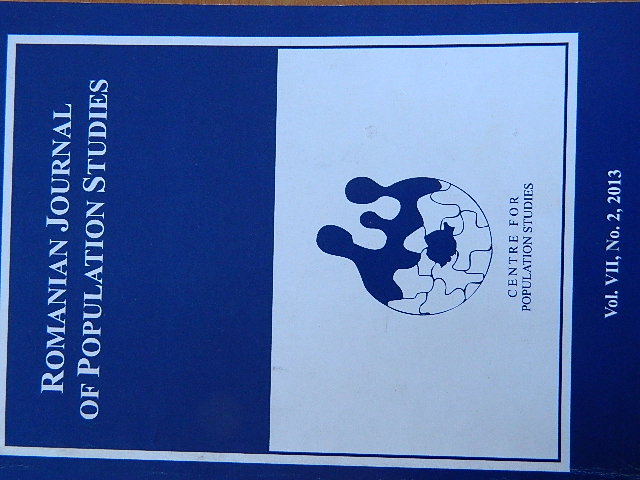 ROMANIAN JOURNAL
OF POPULATION STUDIES
CENTRE FOR
POPULATION STUDIES
Vol. VII, No. 2, 2013